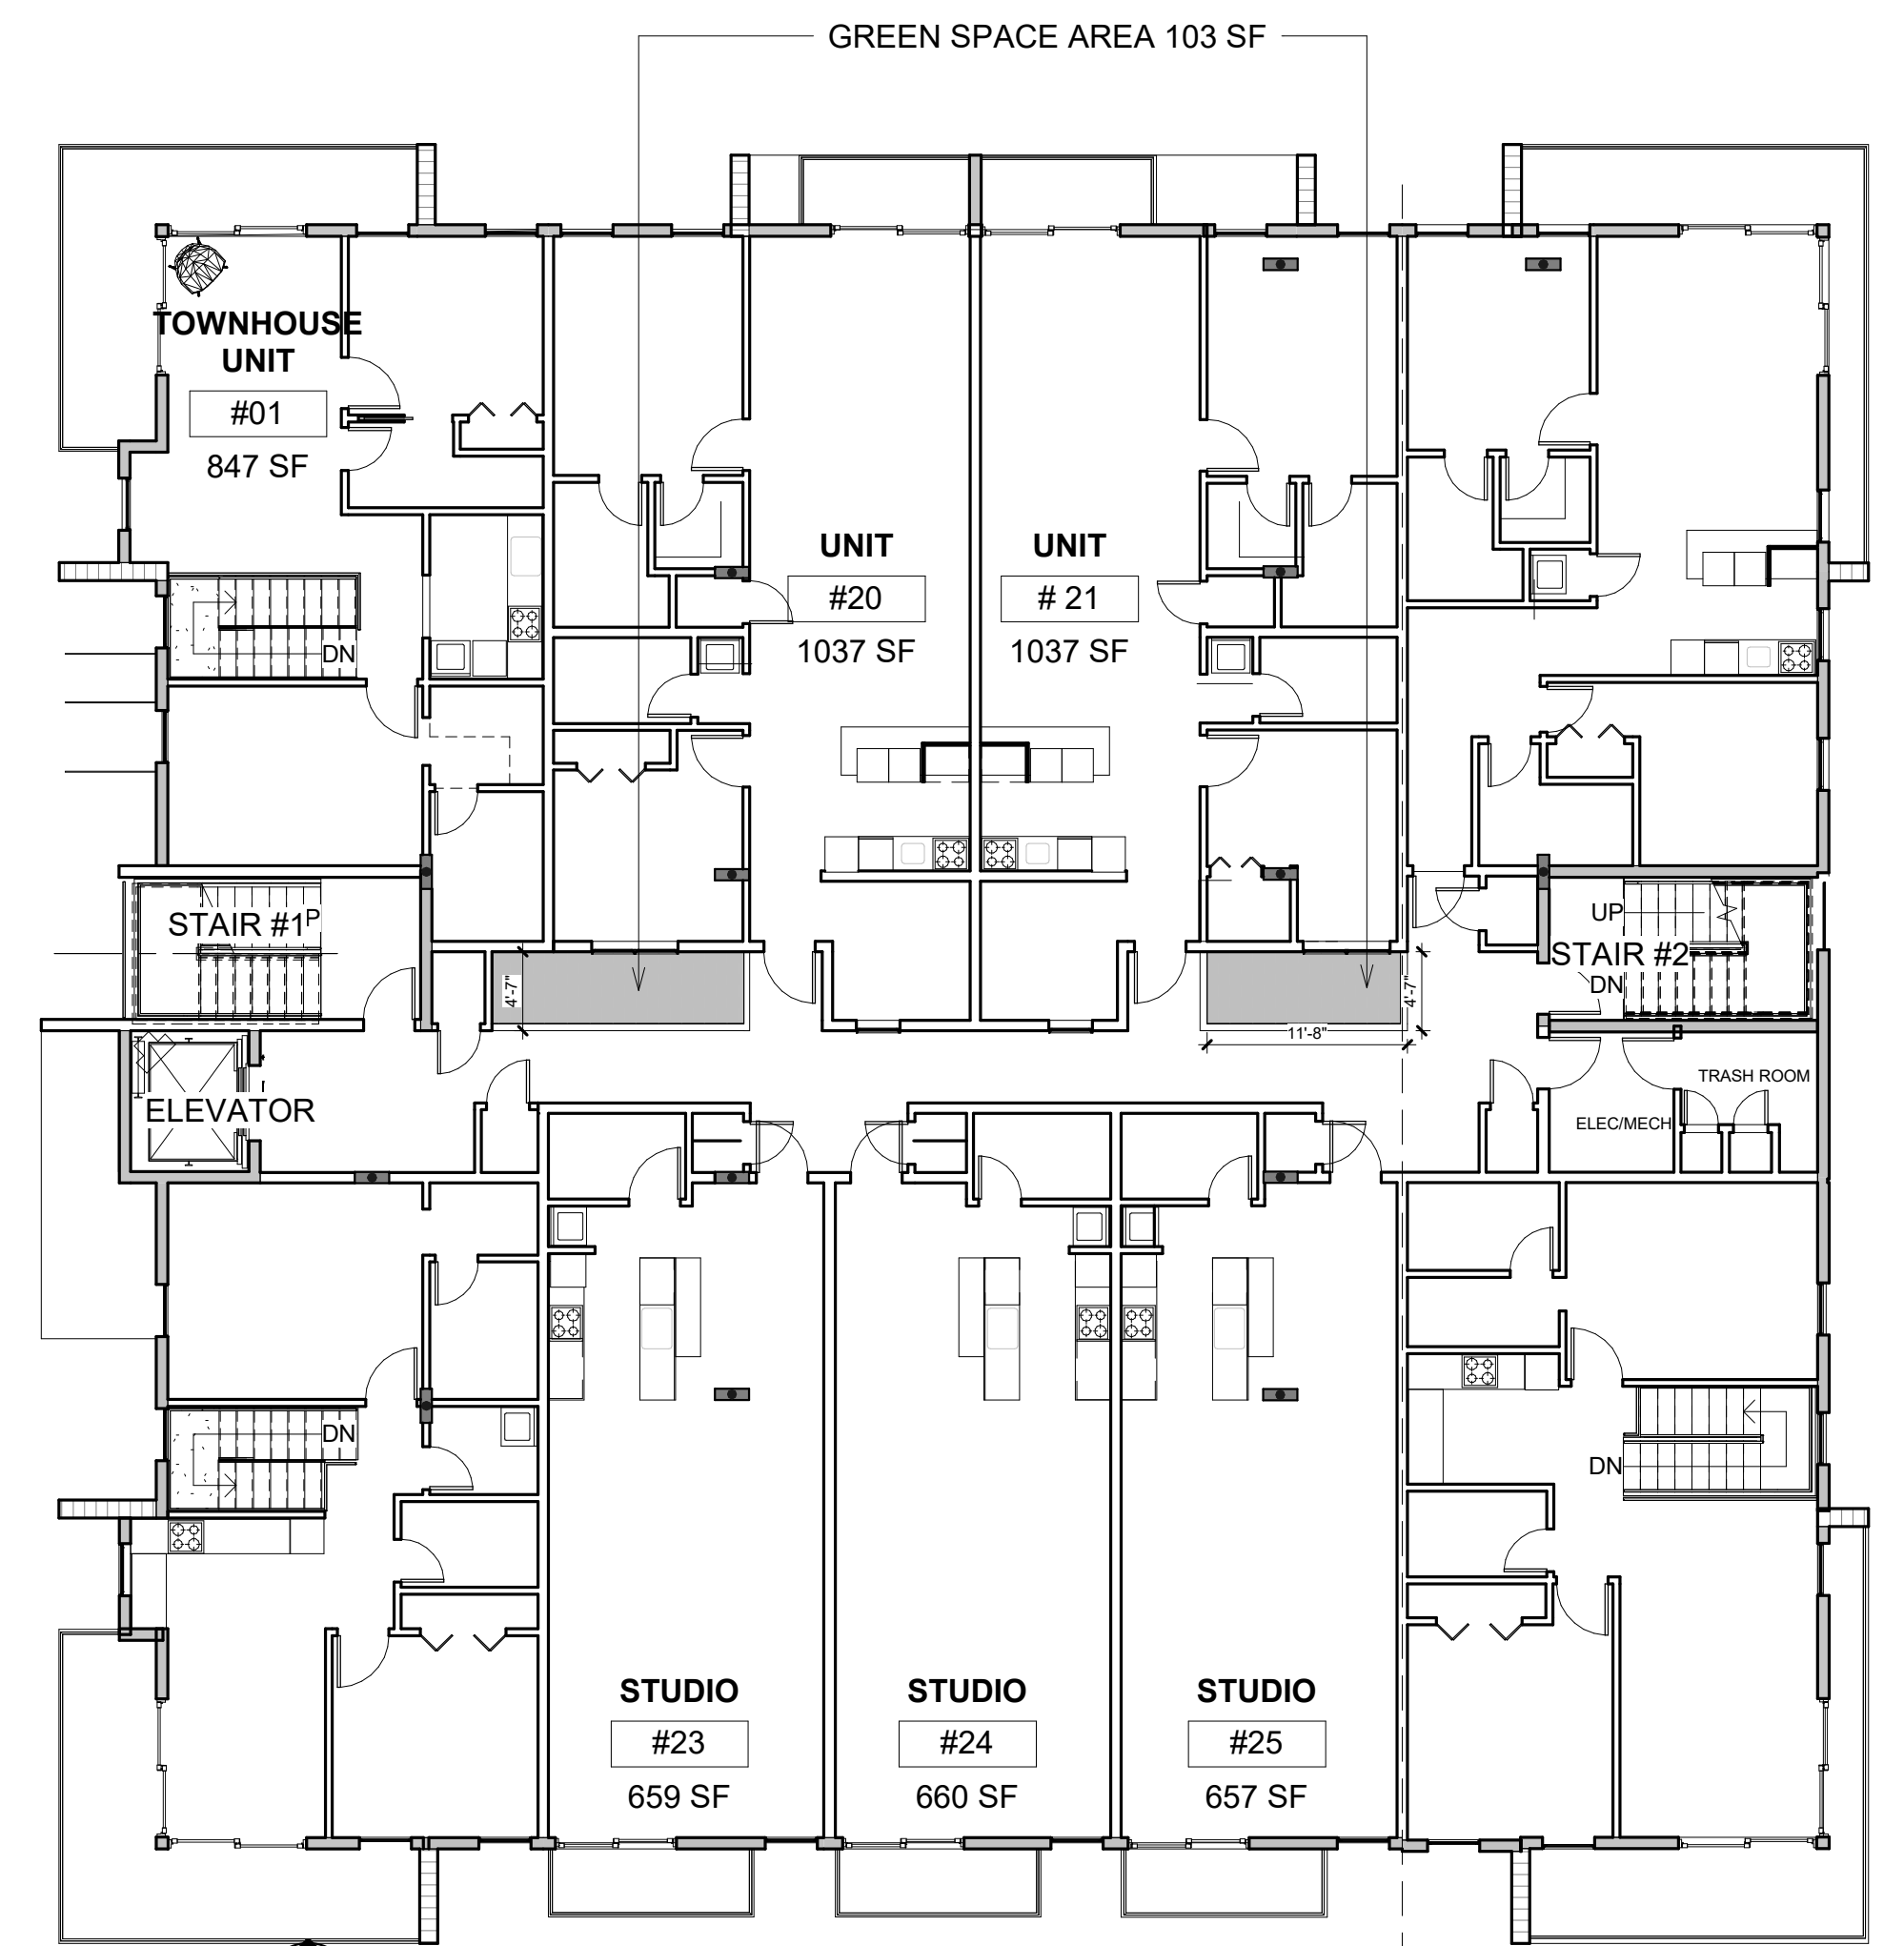 GREEN SPACE AREA 103 SF
TOWNHOUSE
UNIT
#01
847 SF
UNIT
#20
1037 SF
UNIT
# 21
1037 SF
DN
STAIR #1
P
4'-7"
11'-8"
4'-7"
UP
STAIR #2
DN
ELEVATOR
TRASH ROOM
ELEC/MECH
DN
DN
STUDIO
#23
659 SF
STUDIO
#24
660 SF
STUDIO
#25
657 SF